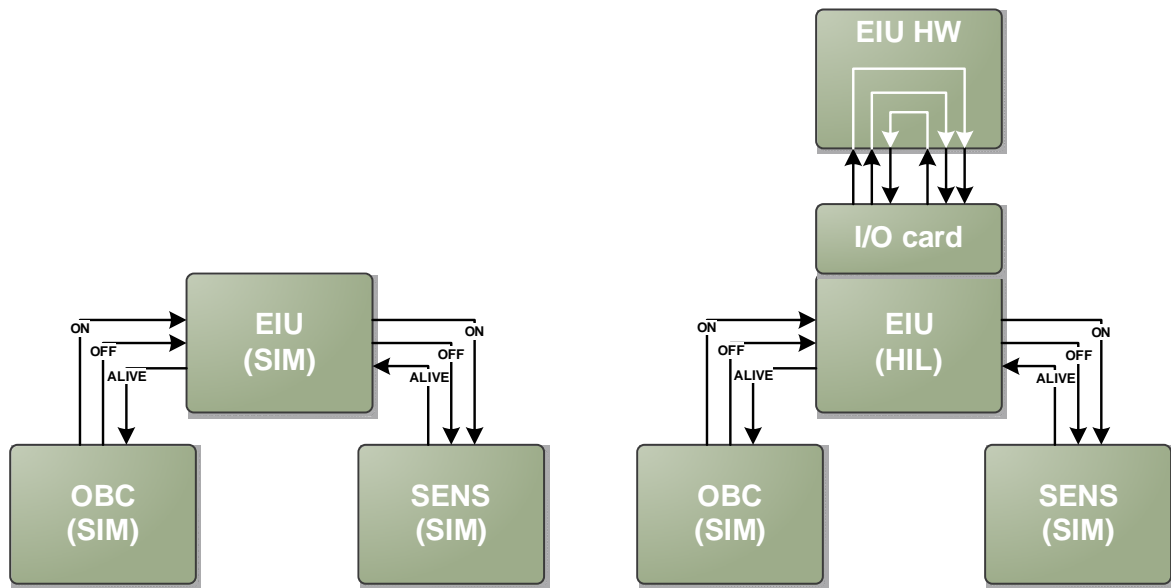 EIU HW
I/O card
EIU
(SIM)
ON
OFF
ALIVE
ON
OFF
ALIVE
OBC
(SIM)
SENS
(SIM)
EIU
(HIL)
ON
OFF
ALIVE
ON
OFF
ALIVE
OBC
(SIM)
SENS
(SIM)